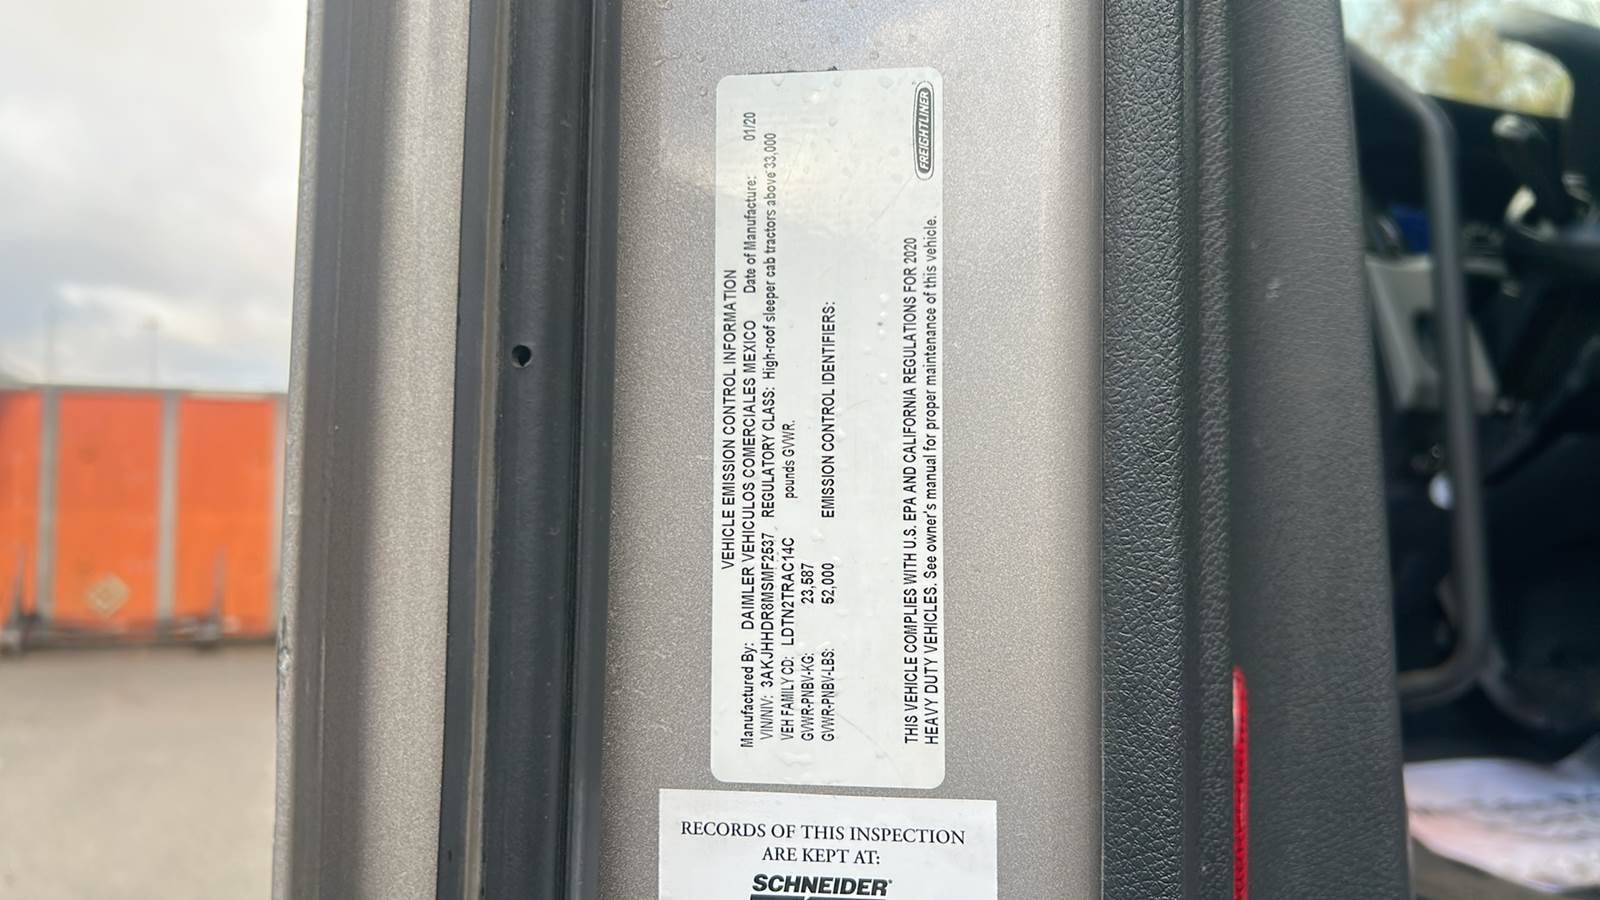 VEHICLE EMISSION CONTROL INFORMATION
Manufactured By: DAIMLER VEHICULOS COMERCIALES MEXICO Date of Manufacture: 01/20
VIN/NIV: 3AKJHHDR8MSMF2537 REGULATORY CLASS: High-roof sleeper cab tractors above 33,000
VEH FAMILY CD: LDTN2TRAC14C pounds GVWR.
GVWR-PNBV-KG: 23,587
GVWR-PNBV-LBS: 52,000 EMISSION CONTROL IDENTIFIERS:
THIS VEHICLE COMPLIES WITH U.S. EPA AND CALIFORNIA REGULATIONS FOR 2020
HEAVY DUTY VEHICLES. See owner's manual for proper maintenance of this vehicle.
FREIGHTLINER
RECORDS OF THIS INSPECTION
ARE KEPT AT:
SCHNEIDER